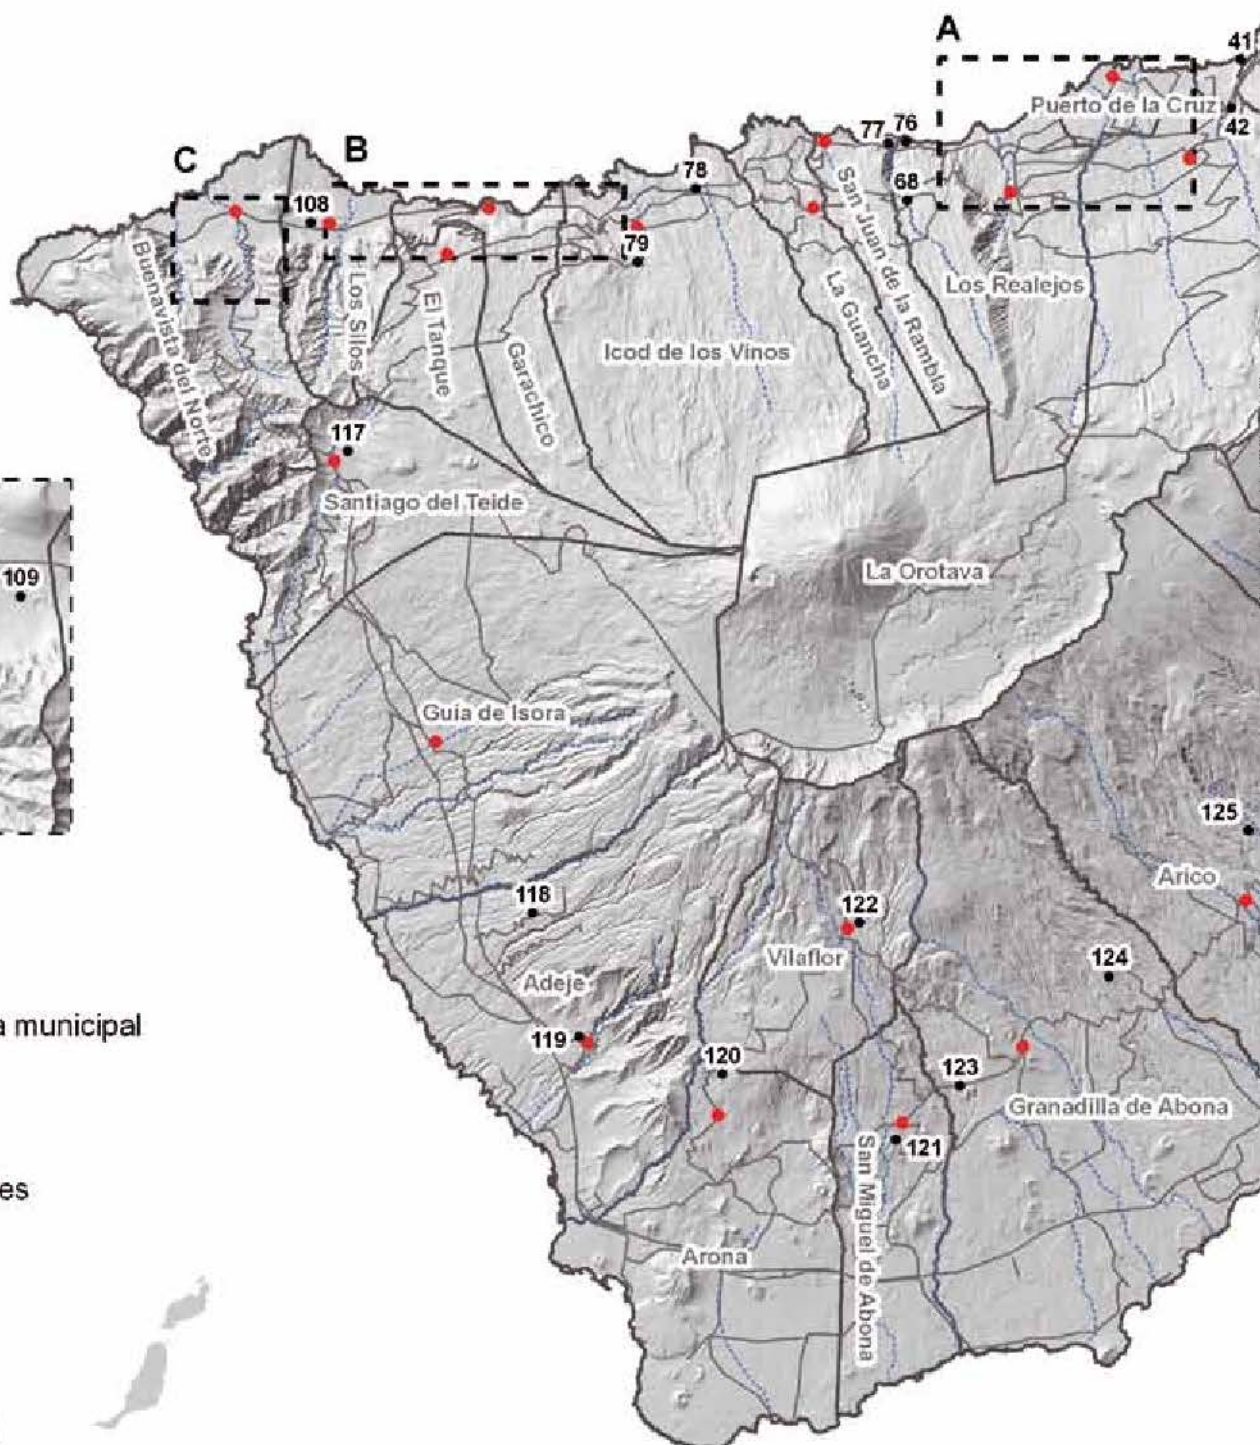 A
41
Puerto de la Cruz
42
77
76
68
C
B
108
78
79
Buenavista del Norte
Los Silos
El Tanque
Garachico
Icod de los Vinos
La Guancha
San Juan de la Rambla
Los Realejos
117
Santiago del Teide
La Orotava
109
Guía de Isora
125
Arico
118
122
Vilaflor
124
Adeje
a municipal
119
120
123
Granadilla de Abona
121
San Miguel de Abona
es
Arona